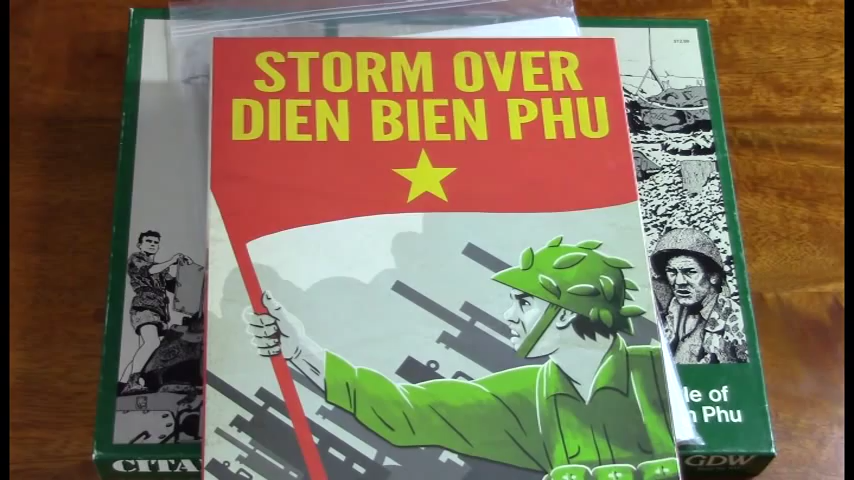 STORM OVER
DIEN BIEN PHU
le of
n Phu
CITA
GDW